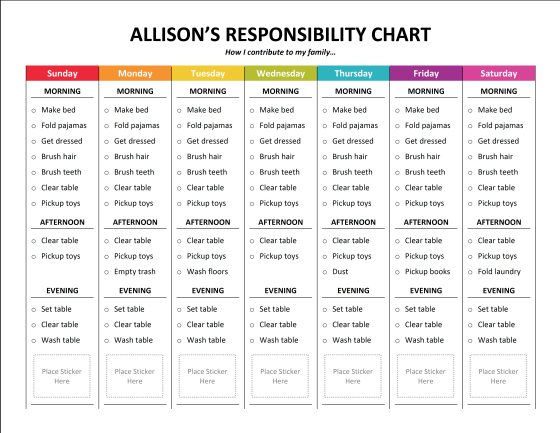 ALLISON'S RESPONSIBILITY CHART
How I contribute to my family…
Sunday Monday Tuesday Wednesday Thursday Friday Saturday
MORNING MORNING MORNING MORNING MORNING MORNING MORNING
○ Make bed ○ Make bed ○ Make bed ○ Make bed ○ Make bed ○ Make bed ○ Make bed
○ Fold pajamas ○ Fold pajamas ○ Fold pajamas ○ Fold pajamas ○ Fold pajamas ○ Fold pajamas ○ Fold pajamas
○ Get dressed ○ Get dressed ○ Get dressed ○ Get dressed ○ Get dressed ○ Get dressed ○ Get dressed
○ Brush hair ○ Brush hair ○ Brush hair ○ Brush hair ○ Brush hair ○ Brush hair ○ Brush hair
○ Brush teeth ○ Brush teeth ○ Brush teeth ○ Brush teeth ○ Brush teeth ○ Brush teeth ○ Brush teeth
○ Clear table ○ Clear table ○ Clear table ○ Clear table ○ Clear table ○ Clear table ○ Clear table
○ Pickup toys ○ Pickup toys ○ Pickup toys ○ Pickup toys ○ Pickup toys ○ Pickup toys ○ Pickup toys
AFTERNOON AFTERNOON AFTERNOON AFTERNOON AFTERNOON AFTERNOON AFTERNOON
○ Clear table ○ Clear table ○ Clear table ○ Clear table ○ Clear table ○ Clear table ○ Clear table
○ Pickup toys ○ Pickup toys ○ Pickup toys ○ Pickup toys ○ Pickup toys ○ Pickup toys ○ Pickup toys
○ Empty trash ○ Wash floors ○ Dust ○ Pickup books ○ Fold laundry
EVENING EVENING EVENING EVENING EVENING EVENING EVENING
○ Set table ○ Set table ○ Set table ○ Set table ○ Set table ○ Set table ○ Set table
○ Clear table ○ Clear table ○ Clear table ○ Clear table ○ Clear table ○ Clear table ○ Clear table
○ Wash table ○ Wash table ○ Wash table ○ Wash table ○ Wash table ○ Wash table ○ Wash table
Place Sticker Place Sticker Place Sticker Place Sticker Place Sticker Place Sticker Place Sticker
Here Here Here Here Here Here Here